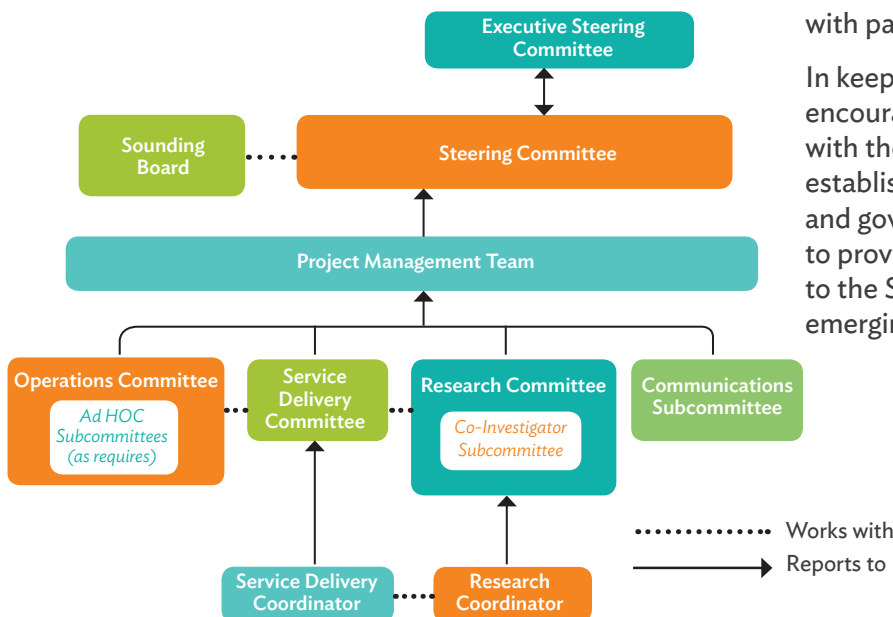 Executive Steering
Committee
Sounding
Board
Steering Committee
Project Management Team
Operations Committee
Ad HOC
Subcommittees
(as requires)
Service
Delivery
Committee
Research Committee
Co-Investigator
Subcommittee
Communications
Subcommittee
Service Delivery
Coordinator
Research
Coordinator
Works with
Reports to
with pa
In keep
encoura
with the
establis
and gov
to prov
to the S
emergin